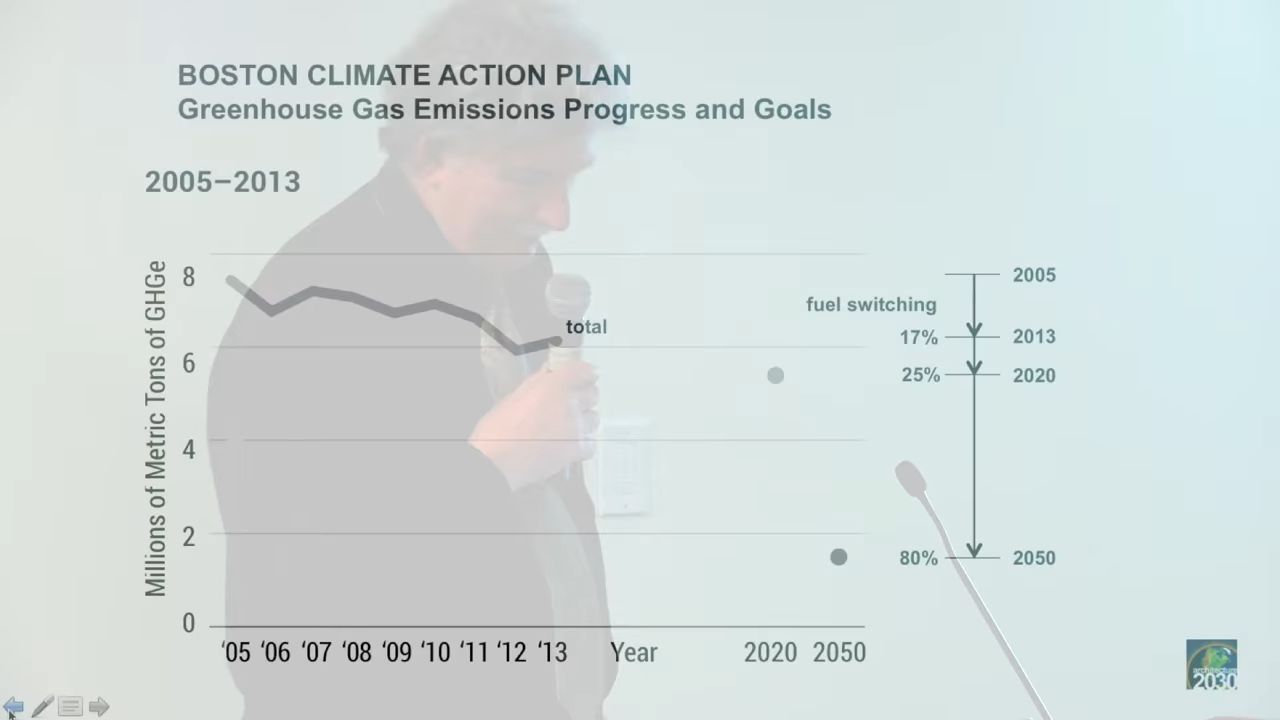 BOSTON CLIMATE ACTION PLAN
Greenhouse Gas Emissions Progress and Goals
2005–2013
Millions of Metric Tons of GHGe
8
6
4
2
0
total
'05 '06 '07 '08 '09 '10 '11 '12 '13 Year 2020 2050
2005
fuel switching
17% 2013
25% 2020
80% 2050
architecture
2030